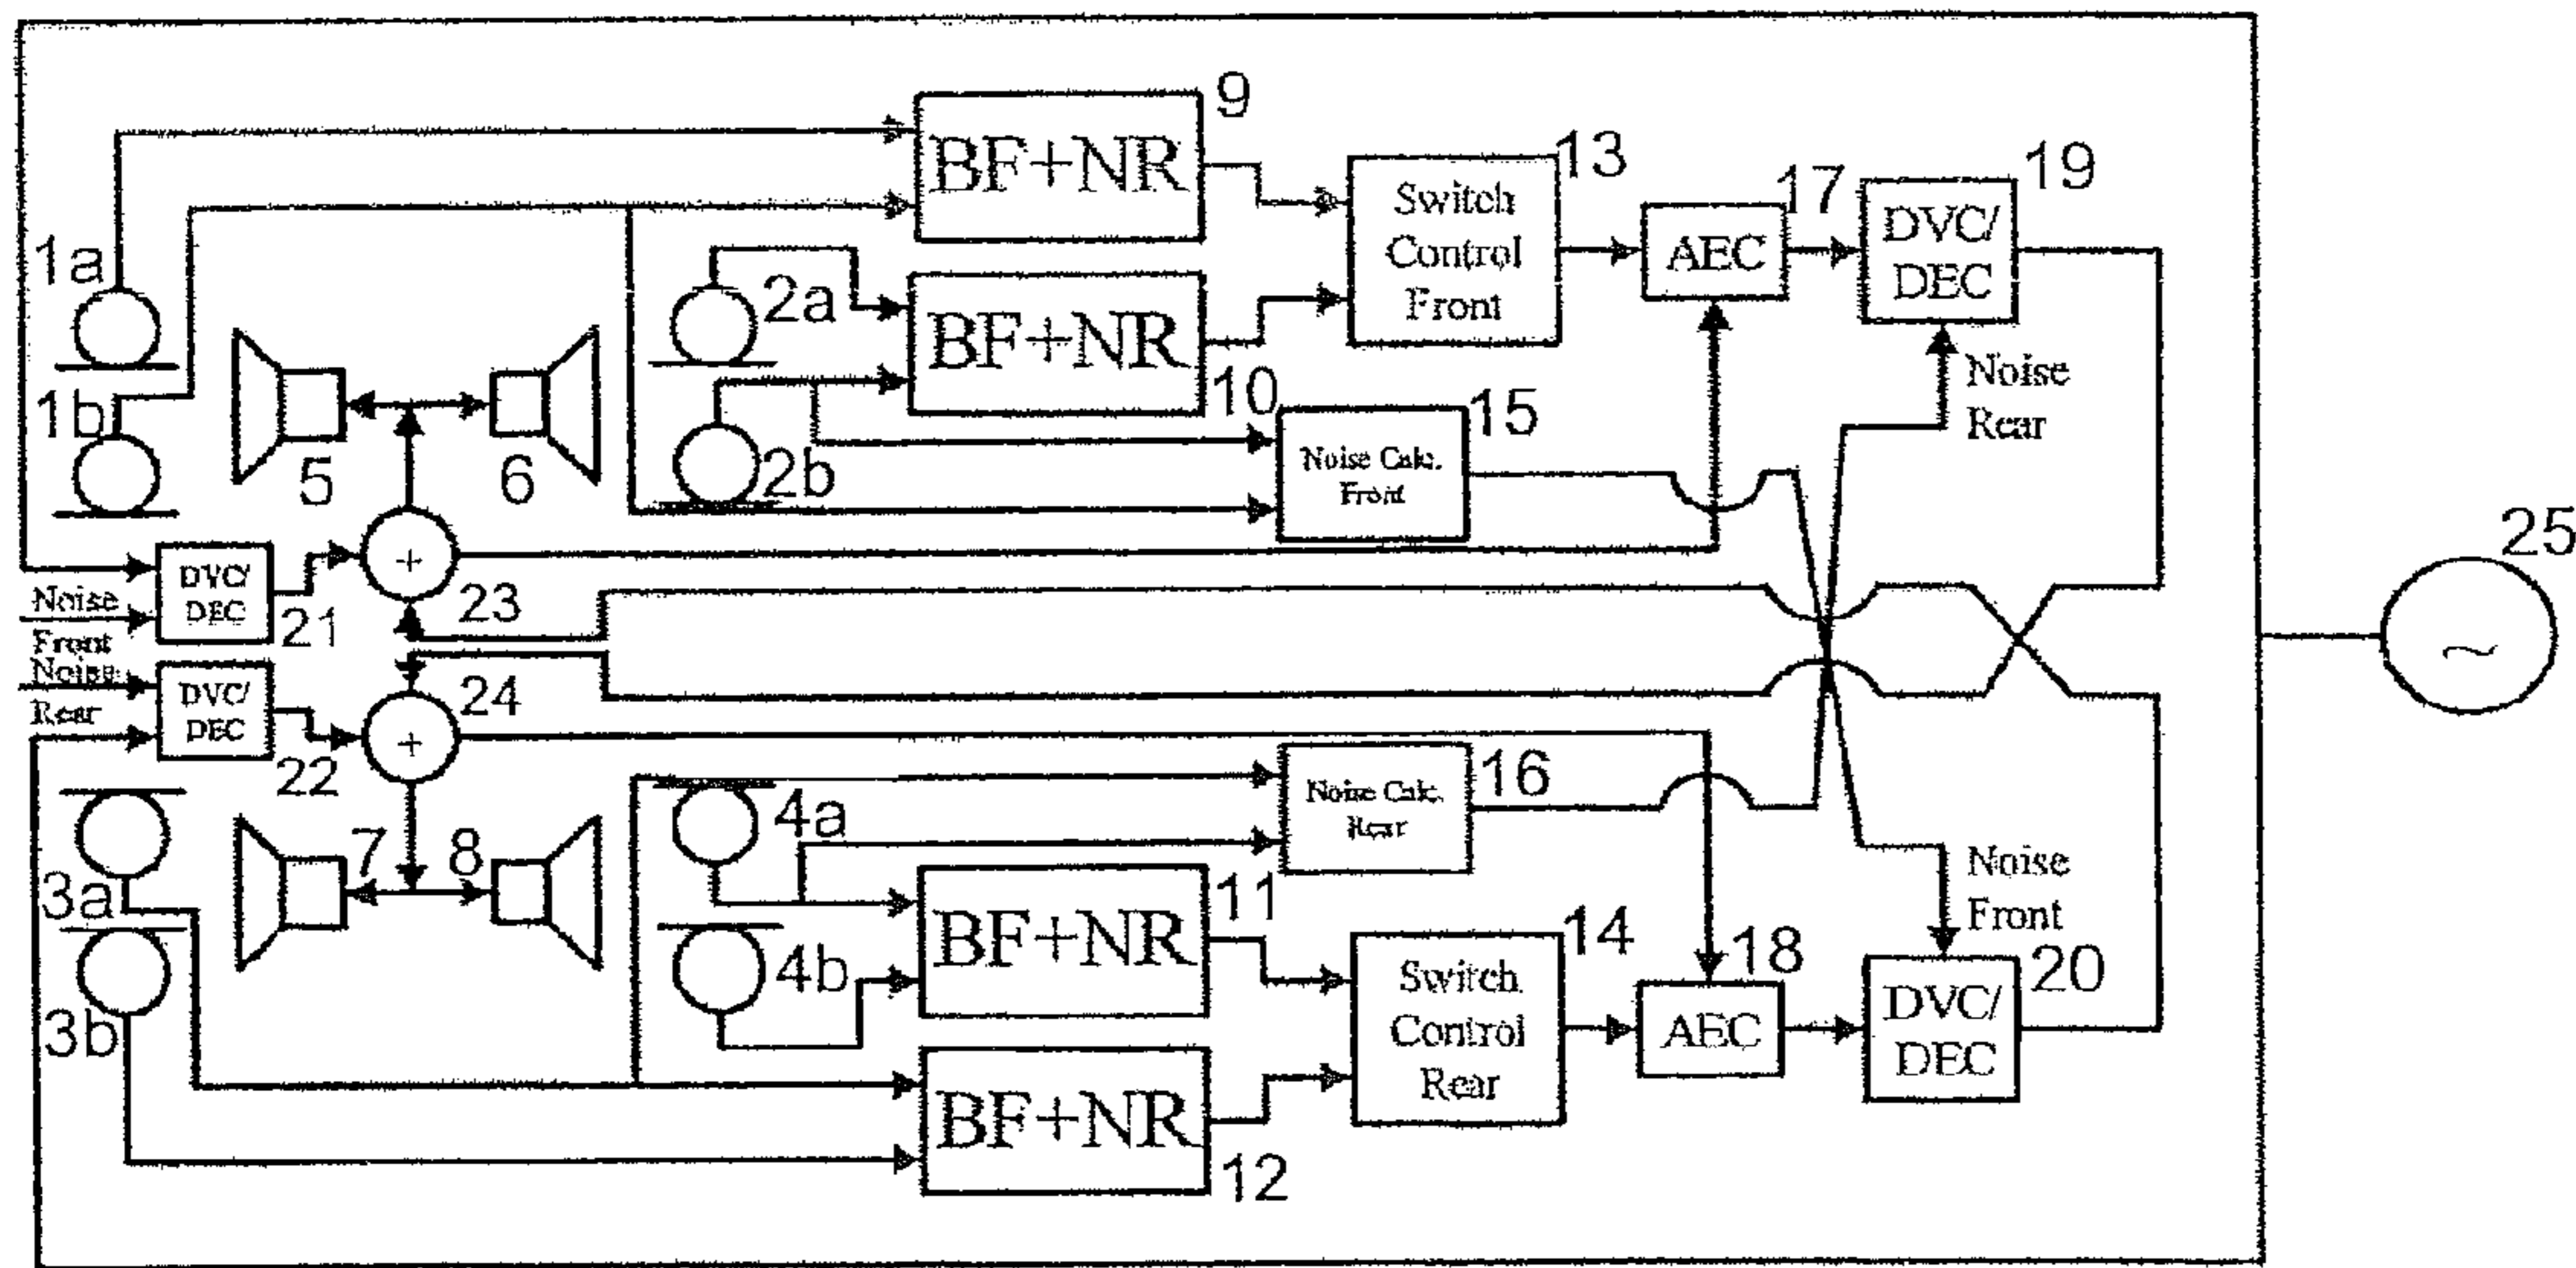 9
BF+NR
13
Switch
Control
Front
17
AEC
19
DVC/
DEC
1a
2a
BF+NR
10
Noise
Rear
1b
5
6
2b
15
Noise Calc.
Front
25
~
DVC/
DEC
21
Noise
Front
+
23
Noise
Rear
DVC/
DEC
22
+
24
16
Noise Calc.
Rear
3a
7
8
4a
11
BF+NR
Noise
Front
3b
4b
14
Switch
Control
Rear
18
AEC
20
DVC/
DEC
BF+NR
12